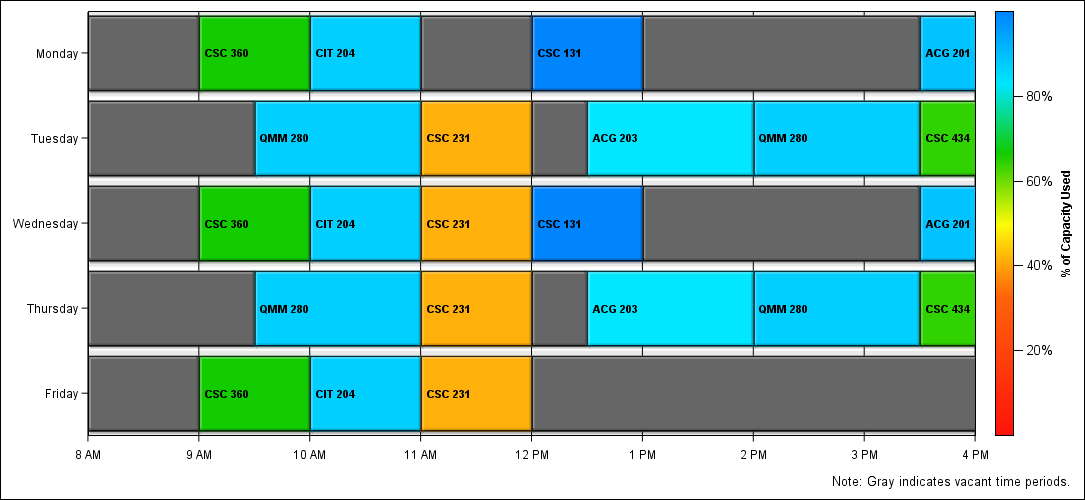 Monday
CSC 360
CIT 204
CSC 131
ACG 201
80%
Tuesday
QMM 280
CSC 231
ACG 203
QMM 280
CSC 434
60%
Wednesday
CSC 360
CIT 204
CSC 231
CSC 131
ACG 201
% of Capacity Used
40%
Thursday
QMM 280
CSC 231
ACG 203
QMM 280
CSC 434
20%
Friday
CSC 360
CIT 204
CSC 231
8 AM
9 AM
10 AM
11 AM
12 PM
1 PM
2 PM
3 PM
4 PM
Note: Gray indicates vacant time periods.